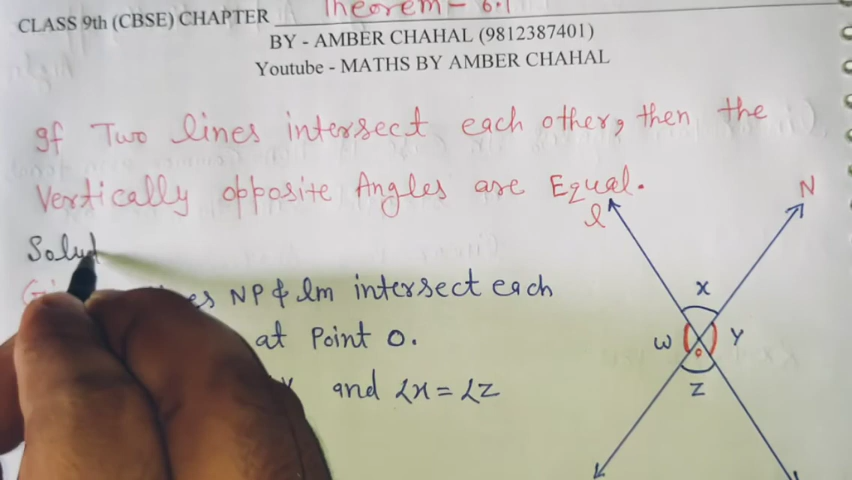 Theorem - 6.1
CLASS 9th (CBSE) CHAPTER
BY - AMBER CHAHAL (9812387401)
Youtube - MATHS BY AMBER CHAHAL
If Two lines intersect each other, then the
Vertically opposite Angles are Equal.
l
N
Solut
NP & lm intersect each
at Point O.
and ∠x = ∠z
x
w
y
o
z